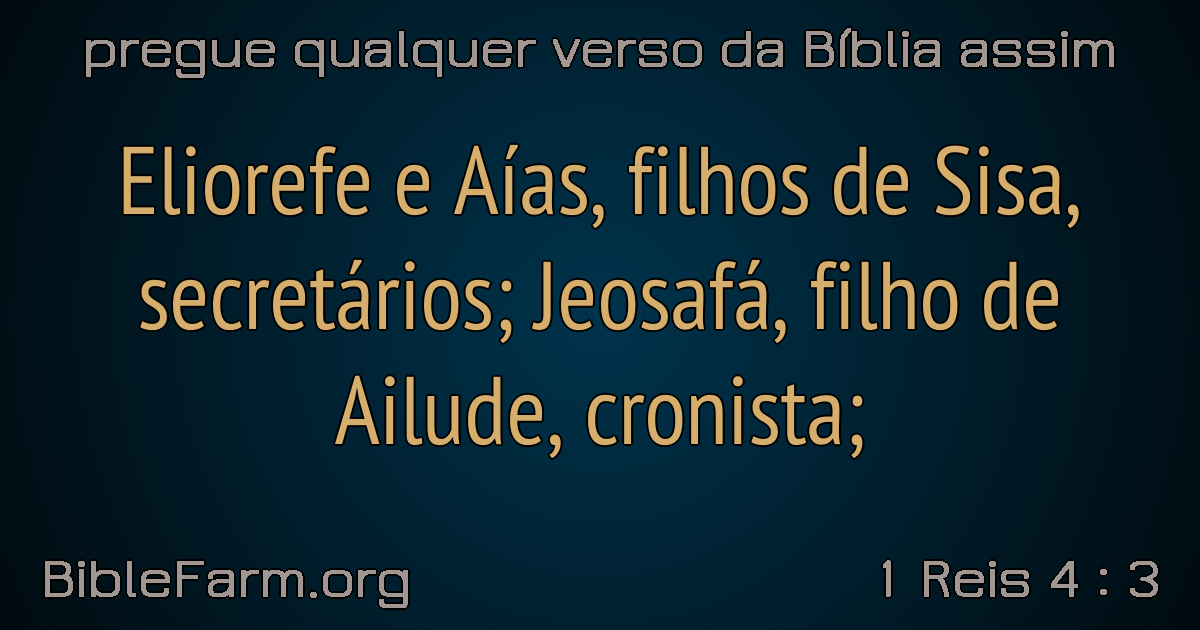 pregue qualquer verso da Bíblia assim
Eliorefe e Aías, filhos de Sisa,
secretários; Jeosafá, filho de
Ailude, cronista;
BibleFarm.org
1 Reis 4 : 3